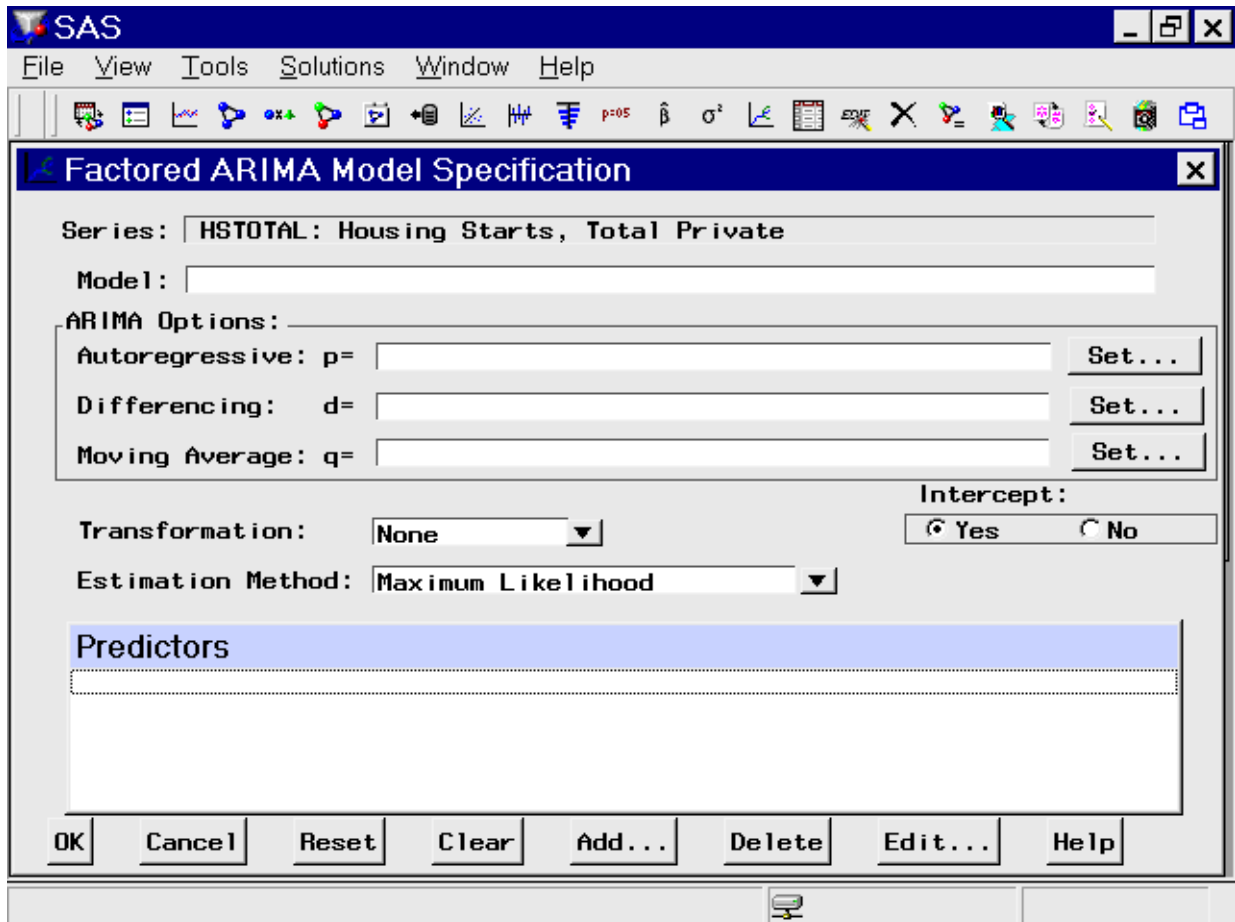 SAS
File View Tools Solutions Window Help
p=05 β̂ σ²
Factored ARIMA Model Specification
Series: HSTOTAL: Housing Starts, Total Private
Model:
ARIMA Options:
Autoregressive: p= Set...
Differencing: d= Set...
Moving Average: q= Set...
Intercept:
Transformation: None Yes No
Estimation Method: Maximum Likelihood
Predictors
OK Cancel Reset Clear Add... Delete Edit... Help